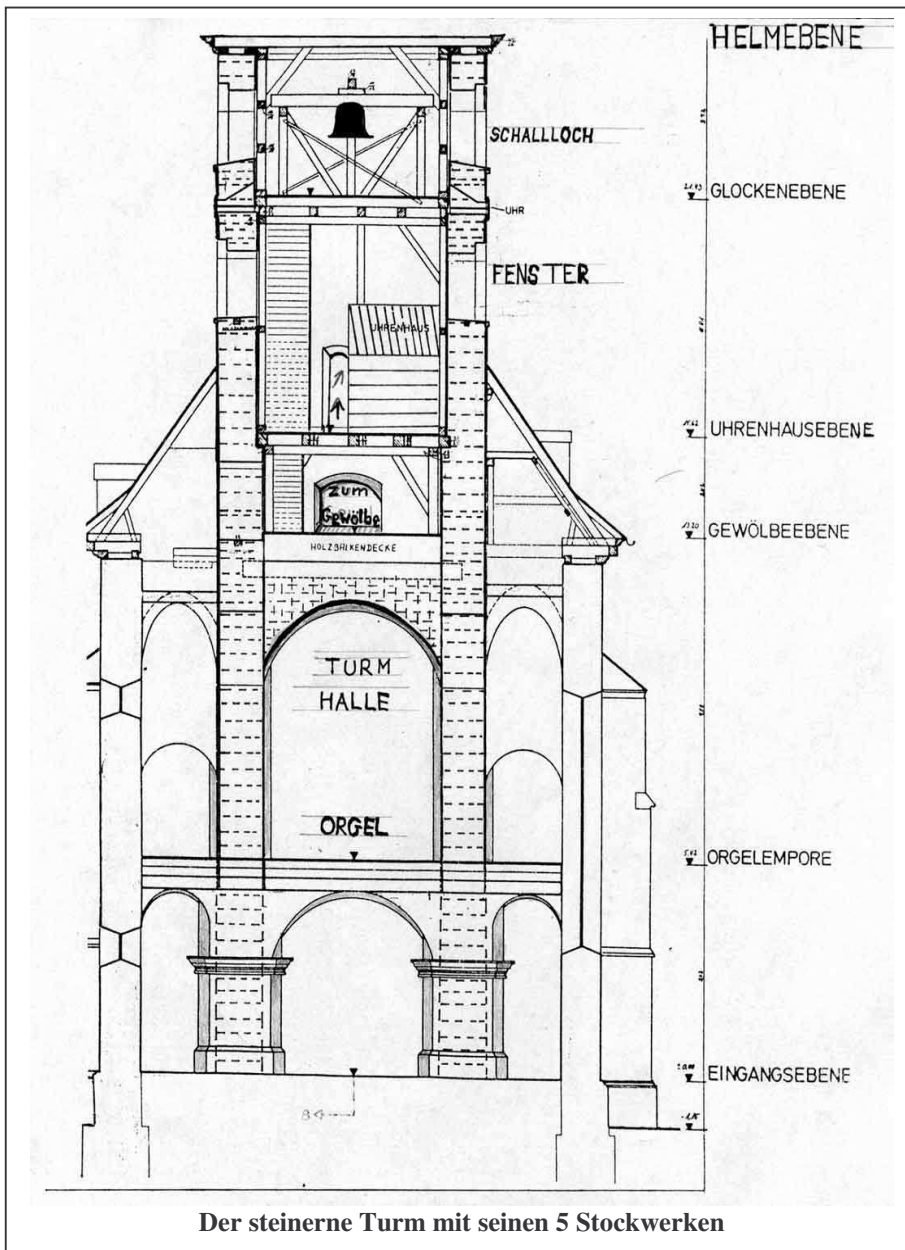 HELMEBENE
SCHALLLOCH
GLOCKENEBENE
UHR
FENSTER
UHRENHAUS
UHRENHAUSEBENE
zum
Gewölbe
GEWÖLBEEBENE
HOLZBALKENDECKE
TURM
HALLE
ORGEL
ORGELEMPORE
EINGANGSEBENE
Der steinerne Turm mit seinen 5 Stockwerken